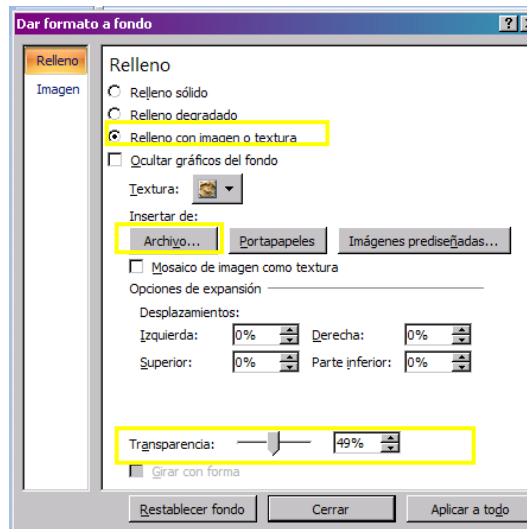 Dar formato a fondo
Relleno
Imagen
Relleno
Relleno sólido
Relleno degradado
Relleno con imagen o textura
Ocultar gráficos del fondo
Textura:
Insertar de:
Archivo... Portapapeles Imágenes prediseñadas...
Mosaico de imagen como textura
Opciones de expansión
Desplazamientos:
Izquierda: 0% Derecha: 0%
Superior: 0% Parte inferior: 0%
Transparencia: 49%
Girar con forma
Restablecer fondo Cerrar Aplicar a todo